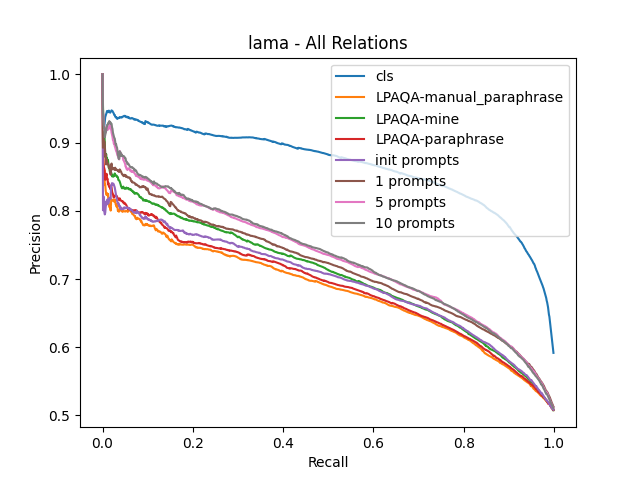 lama - All Relations
cls
LPAQA-manual_paraphrase
LPAQA-mine
LPAQA-paraphrase
init prompts
1 prompts
5 prompts
10 prompts
Precision
1.0
0.9
0.8
0.7
0.6
0.5
0.0 0.2 0.4 0.6 0.8 1.0
Recall